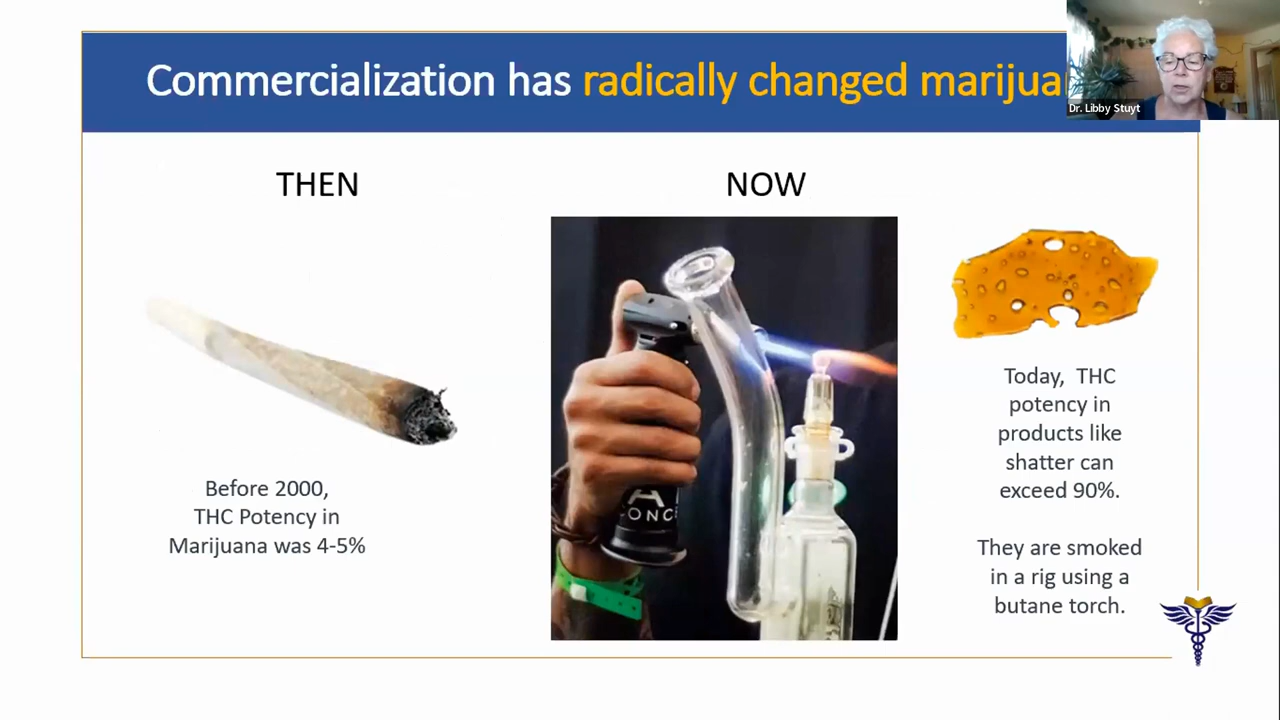 Commercialization has radically changed marijua
Dr. Libby Stuyt
THEN
NOW
Before 2000,
THC Potency in
Marijuana was 4-5%
CONC
Today, THC
potency in
products like
shatter can
exceed 90%.
They are smoked
in a rig using a
butane torch.